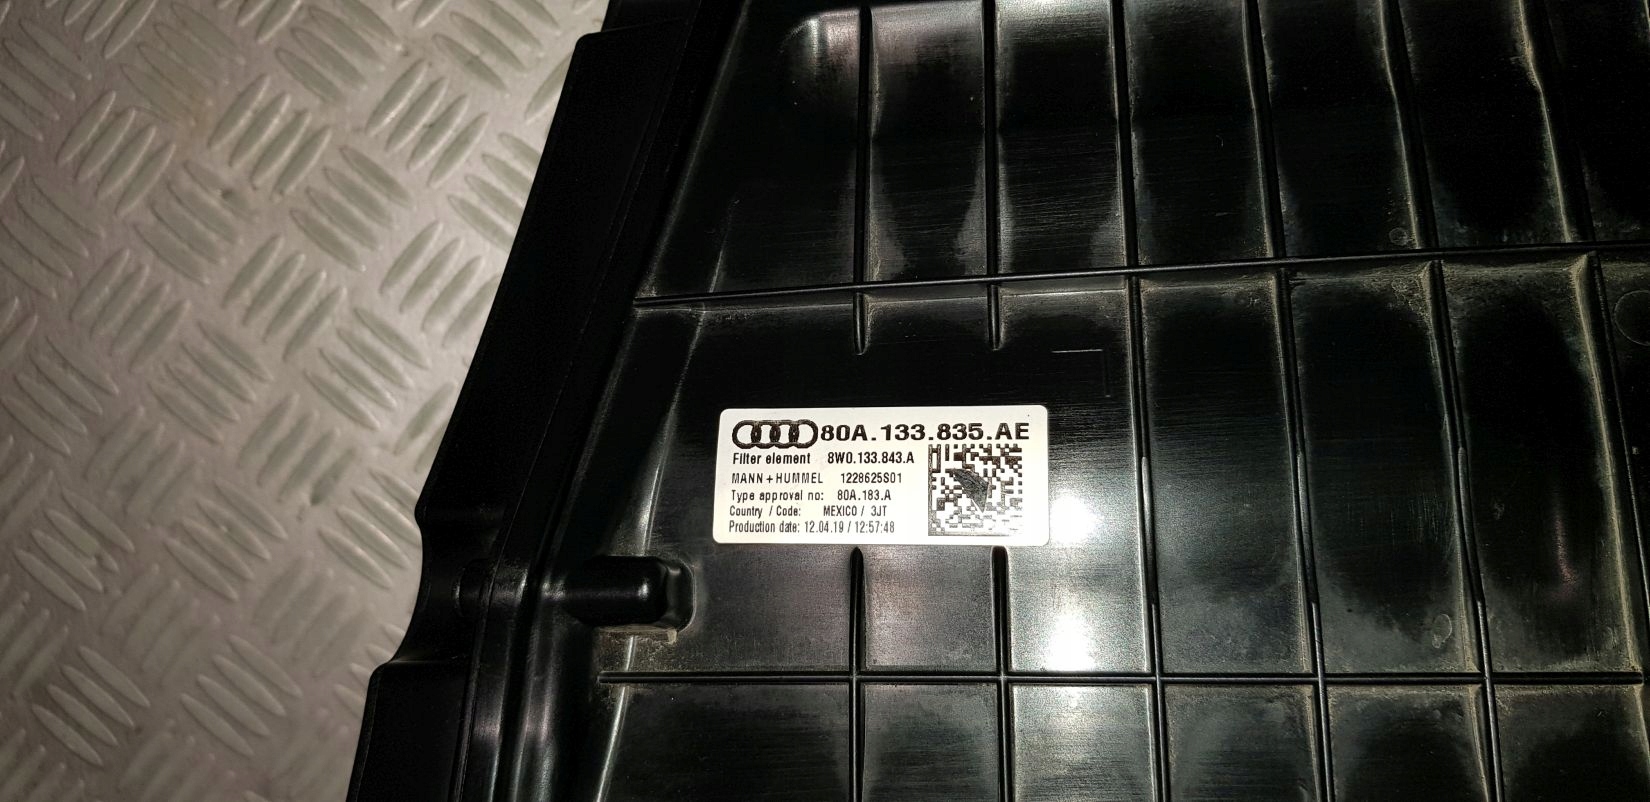 80A.133.835.AE
Filter element 8W0.133.843.A
MANN+HUMMEL 1228625S01
Type approval no: 80A.183.A
Country / Code: MEXICO / 3JT
Production date: 12.04.19 / 12:57:48